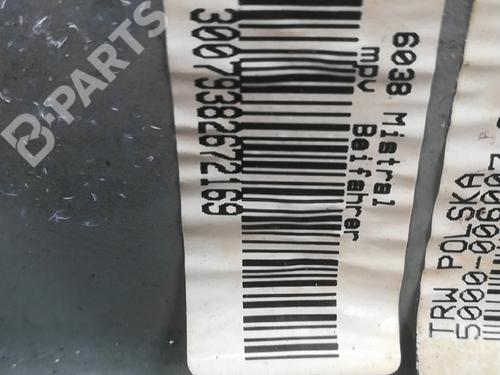 B-PARTS
6038 Mistral
mpv Beifahrer
30079382672169
TRW POLSKA